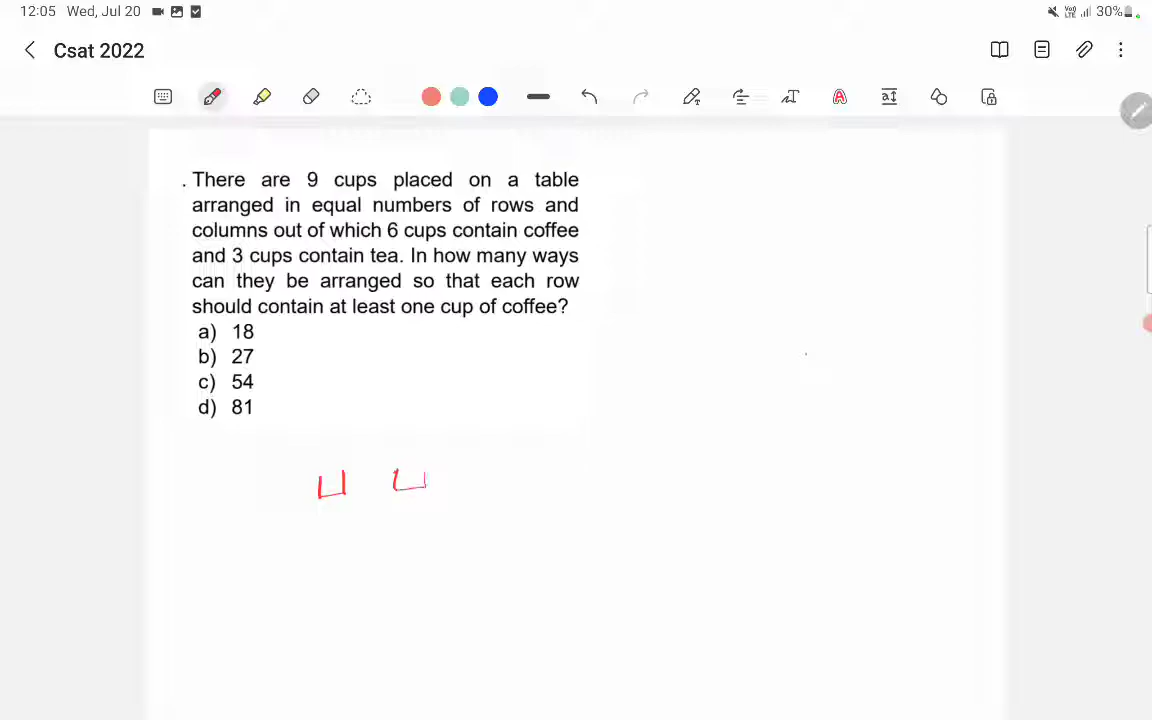 12:05 Wed, Jul 20 30%
Csat 2022
. There are 9 cups placed on a table
arranged in equal numbers of rows and
columns out of which 6 cups contain coffee
and 3 cups contain tea. In how many ways
can they be arranged so that each row
should contain at least one cup of coffee?
a) 18
b) 27
c) 54
d) 81